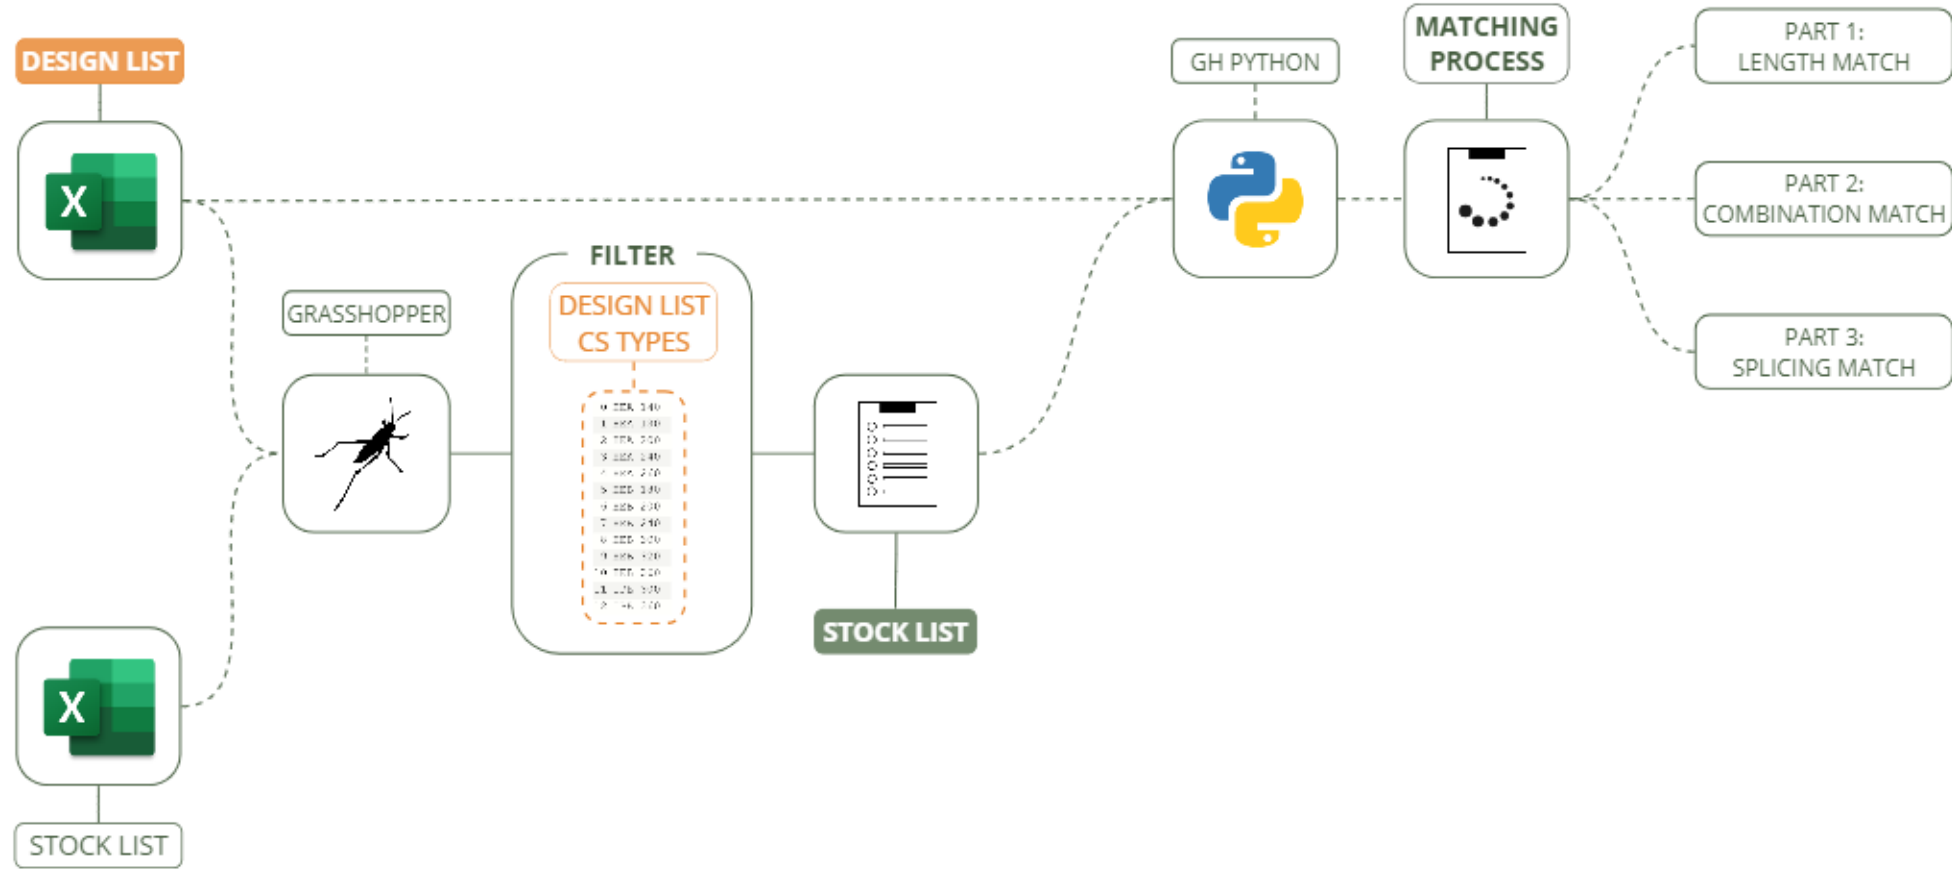 DESIGN LIST
X
GRASSHOPPER
FILTER
DESIGN LIST
CS TYPES
STOCK LIST
X
STOCK LIST
GH PYTHON
MATCHING
PROCESS
PART 1:
LENGTH MATCH
PART 2:
COMBINATION MATCH
PART 3:
SPLICING MATCH